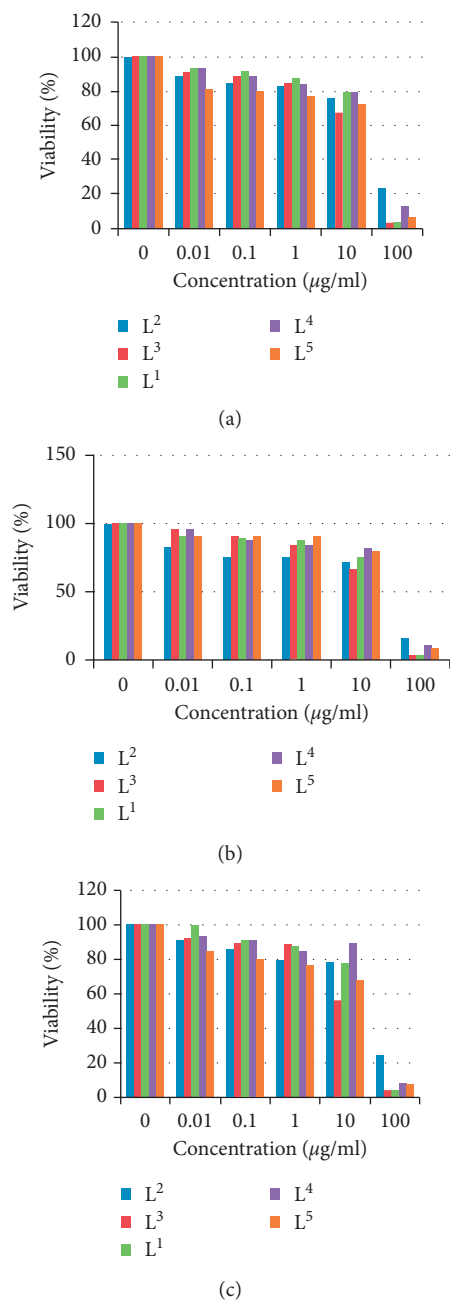 120
100
80
60
40
20
0
Viability (%)
0 0.01 0.1 1 10 100
Concentration (μg/ml)
L² L⁴
L³ L⁵
L¹
(a)
150
100
50
0
Viability (%)
0 0.01 0.1 1 10 100
Concentration (μg/ml)
L² L⁴
L³ L⁵
L¹
(b)
120
100
80
60
40
20
0
Viability (%)
0 0.01 0.1 1 10 100
Concentration (μg/ml)
L² L⁴
L³ L⁵
L¹
(c)